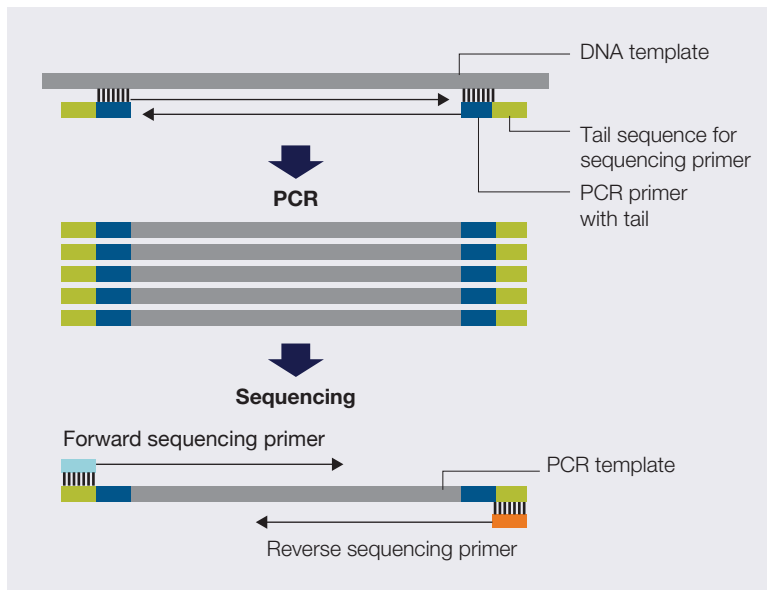 DNA template
Tail sequence for
sequencing primer
PCR primer
with tail
PCR
Sequencing
Forward sequencing primer
PCR template
Reverse sequencing primer